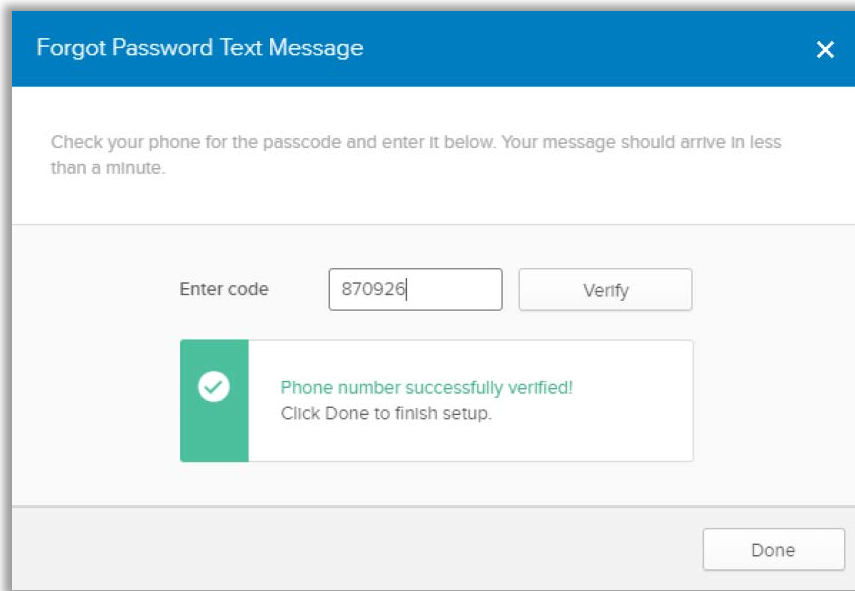 Forgot Password Text Message
Check your phone for the passcode and enter it below. Your message should arrive in less
than a minute.
Enter code 870926 Verify
Phone number successfully verified!
Click Done to finish setup.
Done